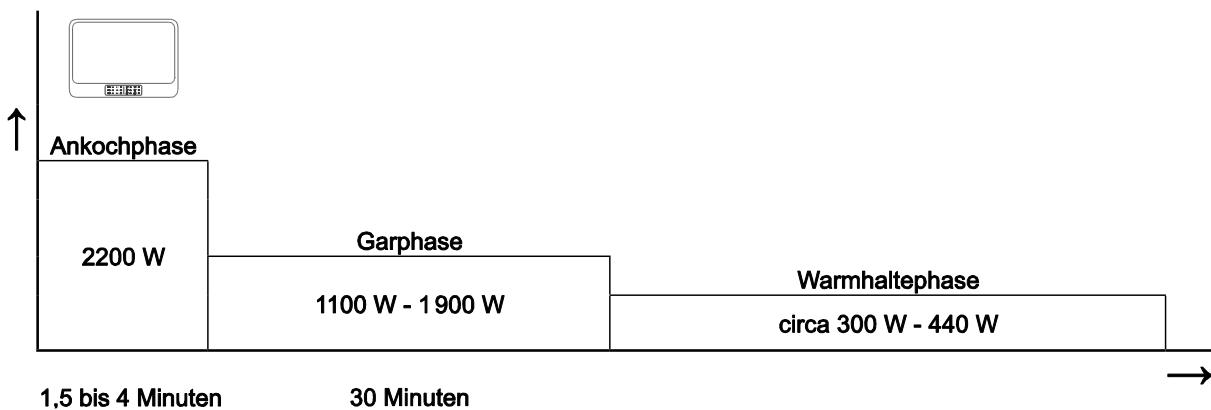 Ankochphase
2200 W
Garphase
1100 W - 1900 W
Warmhaltephase
circa 300 W - 440 W
1,5 bis 4 Minuten
30 Minuten